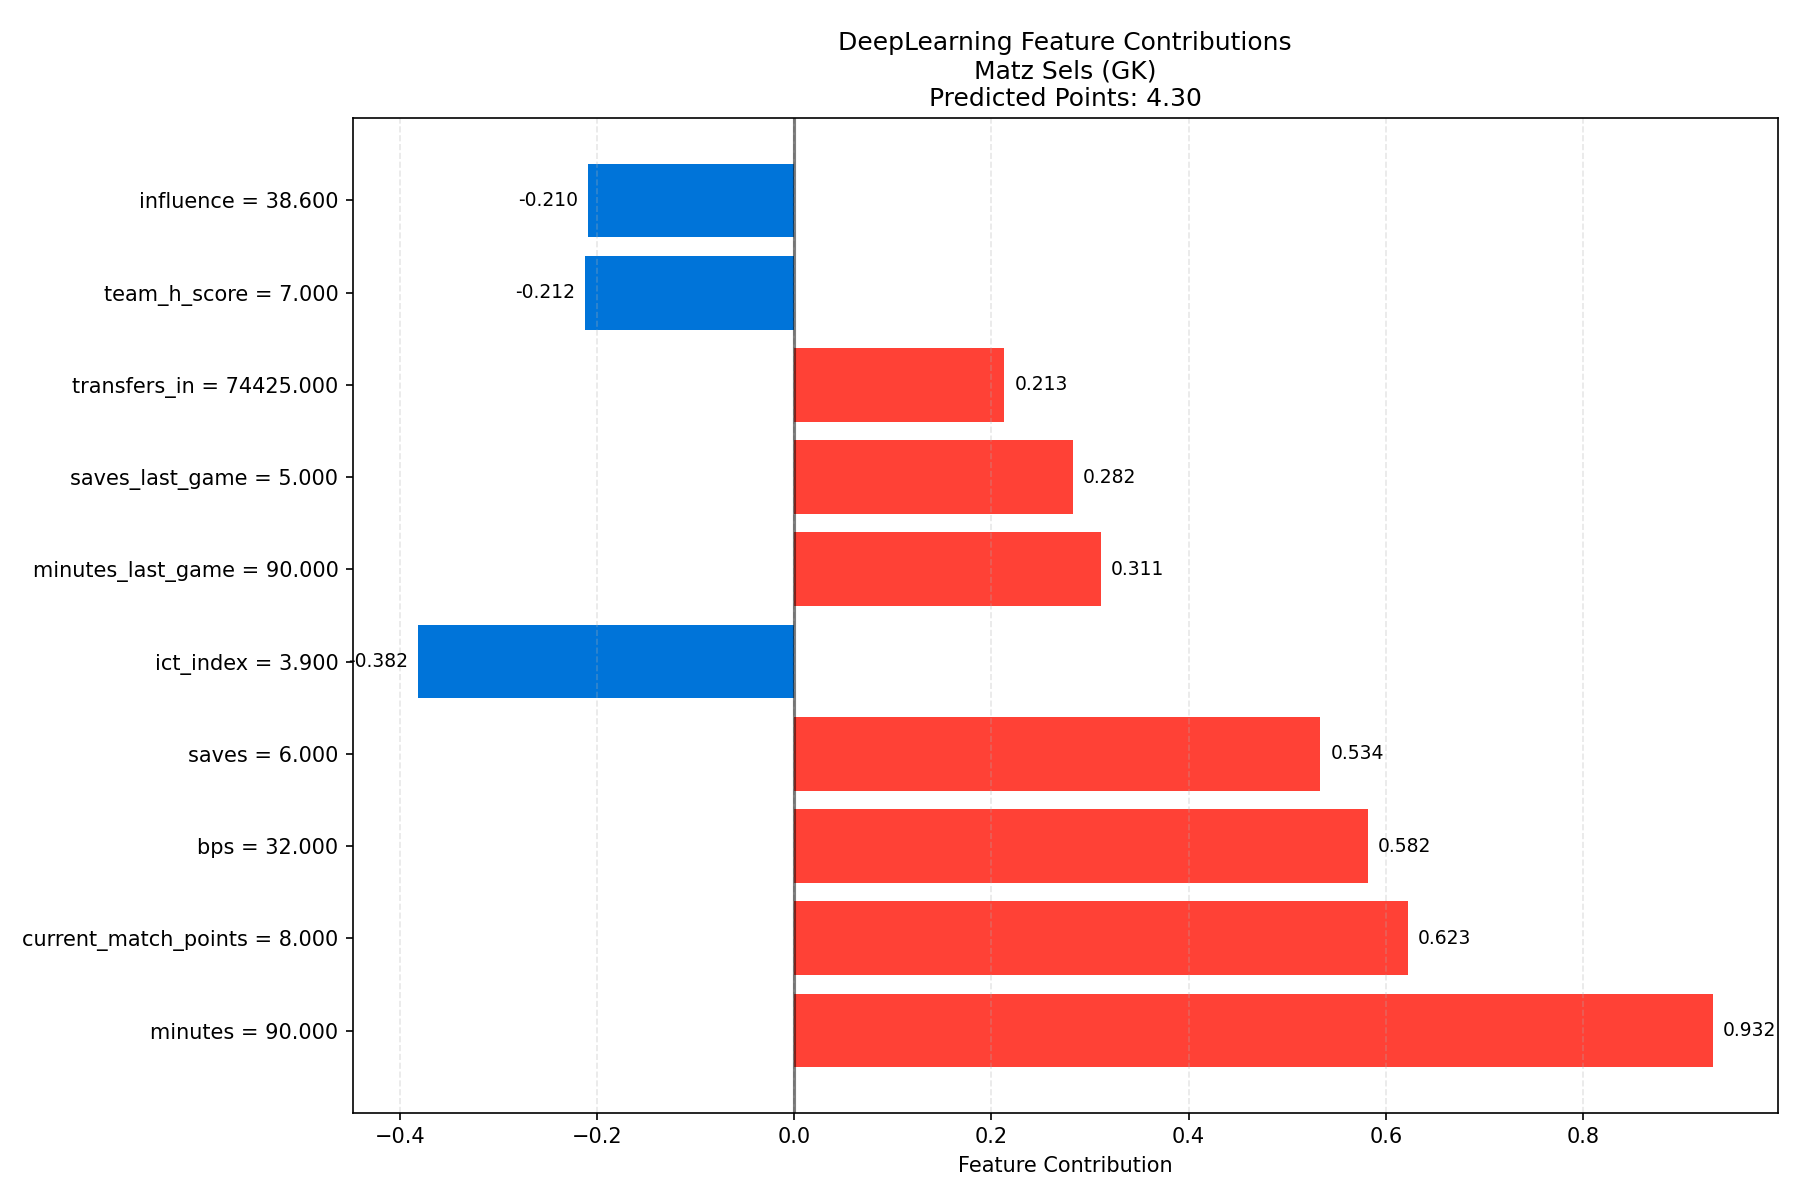 DeepLearning Feature Contributions
Matz Sels (GK)
Predicted Points: 4.30
influence = 38.600
-0.210
team_h_score = 7.000
-0.212
transfers_in = 74425.000
0.213
saves_last_game = 5.000
0.282
minutes_last_game = 90.000
0.311
ict_index = 3.900
-0.382
saves = 6.000
0.534
bps = 32.000
0.582
current_match_points = 8.000
0.623
minutes = 90.000
0.932
−0.4 −0.2 0.0 0.2 0.4 0.6 0.8
Feature Contribution